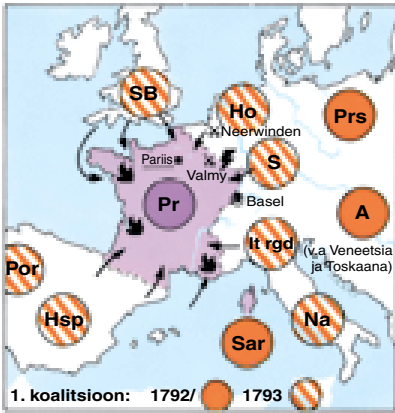 SB
Ho
Neerwinden
Prs
Pariis
Valmy
S
Pr
Basel
A
It rgd
(v.a Veneetsia
ja Toskaana)
Por
Hsp
Na
Sar
1. koalitsioon: 1792/ 1793